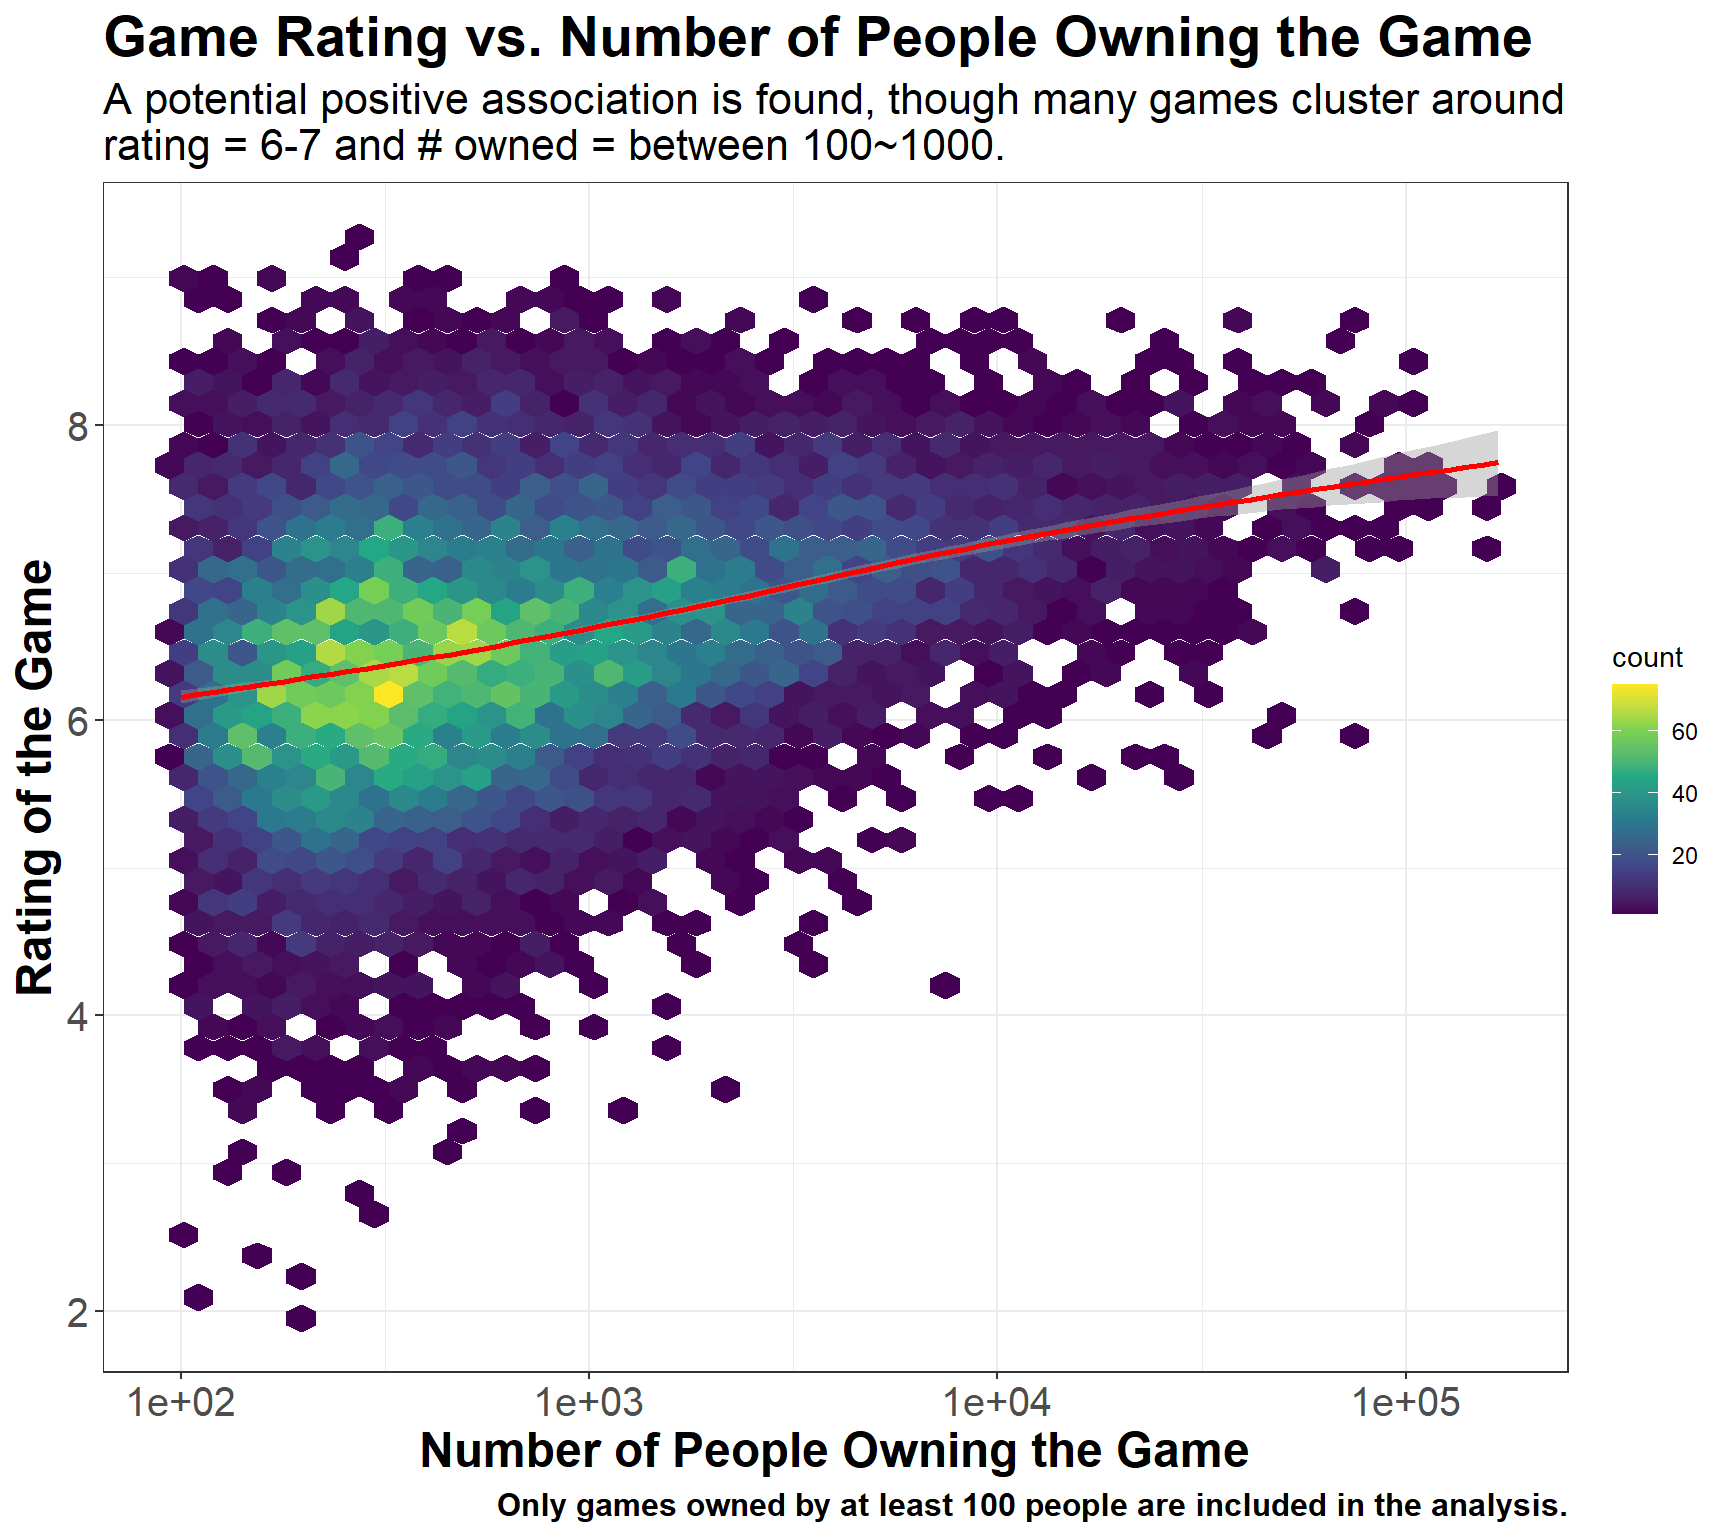 Game Rating vs. Number of People Owning the Game
A potential positive association is found, though many games cluster around
rating = 6-7 and # owned = between 100~1000.
Rating of the Game
8
6
4
2
1e+02
1e+03
1e+04
1e+05
Number of People Owning the Game
Only games owned by at least 100 people are included in the analysis.
count
60
40
20